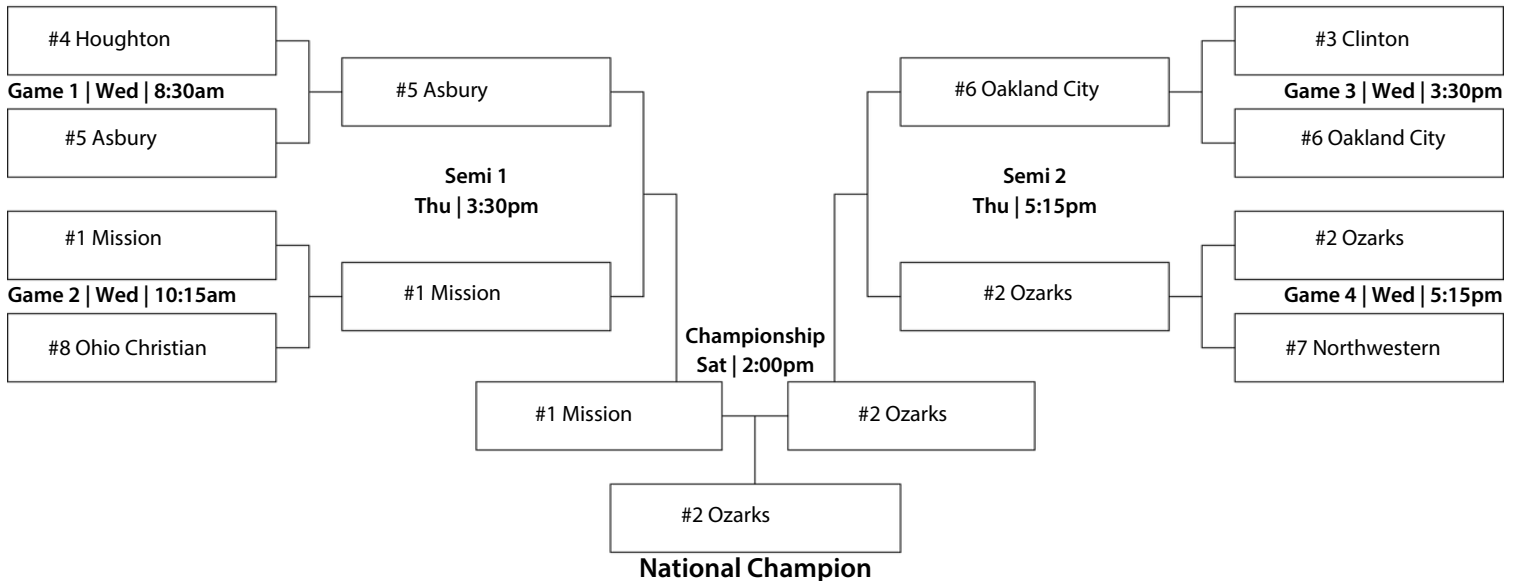 #4 Houghton
Game 1 | Wed | 8:30am
#5 Asbury
#1 Mission
Game 2 | Wed | 10:15am
#8 Ohio Christian
#5 Asbury
Semi 1
Thu | 3:30pm
#1 Mission
#6 Oakland City
Semi 2
Thu | 5:15pm
#2 Ozarks
#3 Clinton
Game 3 | Wed | 3:30pm
#6 Oakland City
#2 Ozarks
Game 4 | Wed | 5:15pm
#7 Northwestern
Championship
Sat | 2:00pm
#1 Mission
#2 Ozarks
#2 Ozarks
National Champion